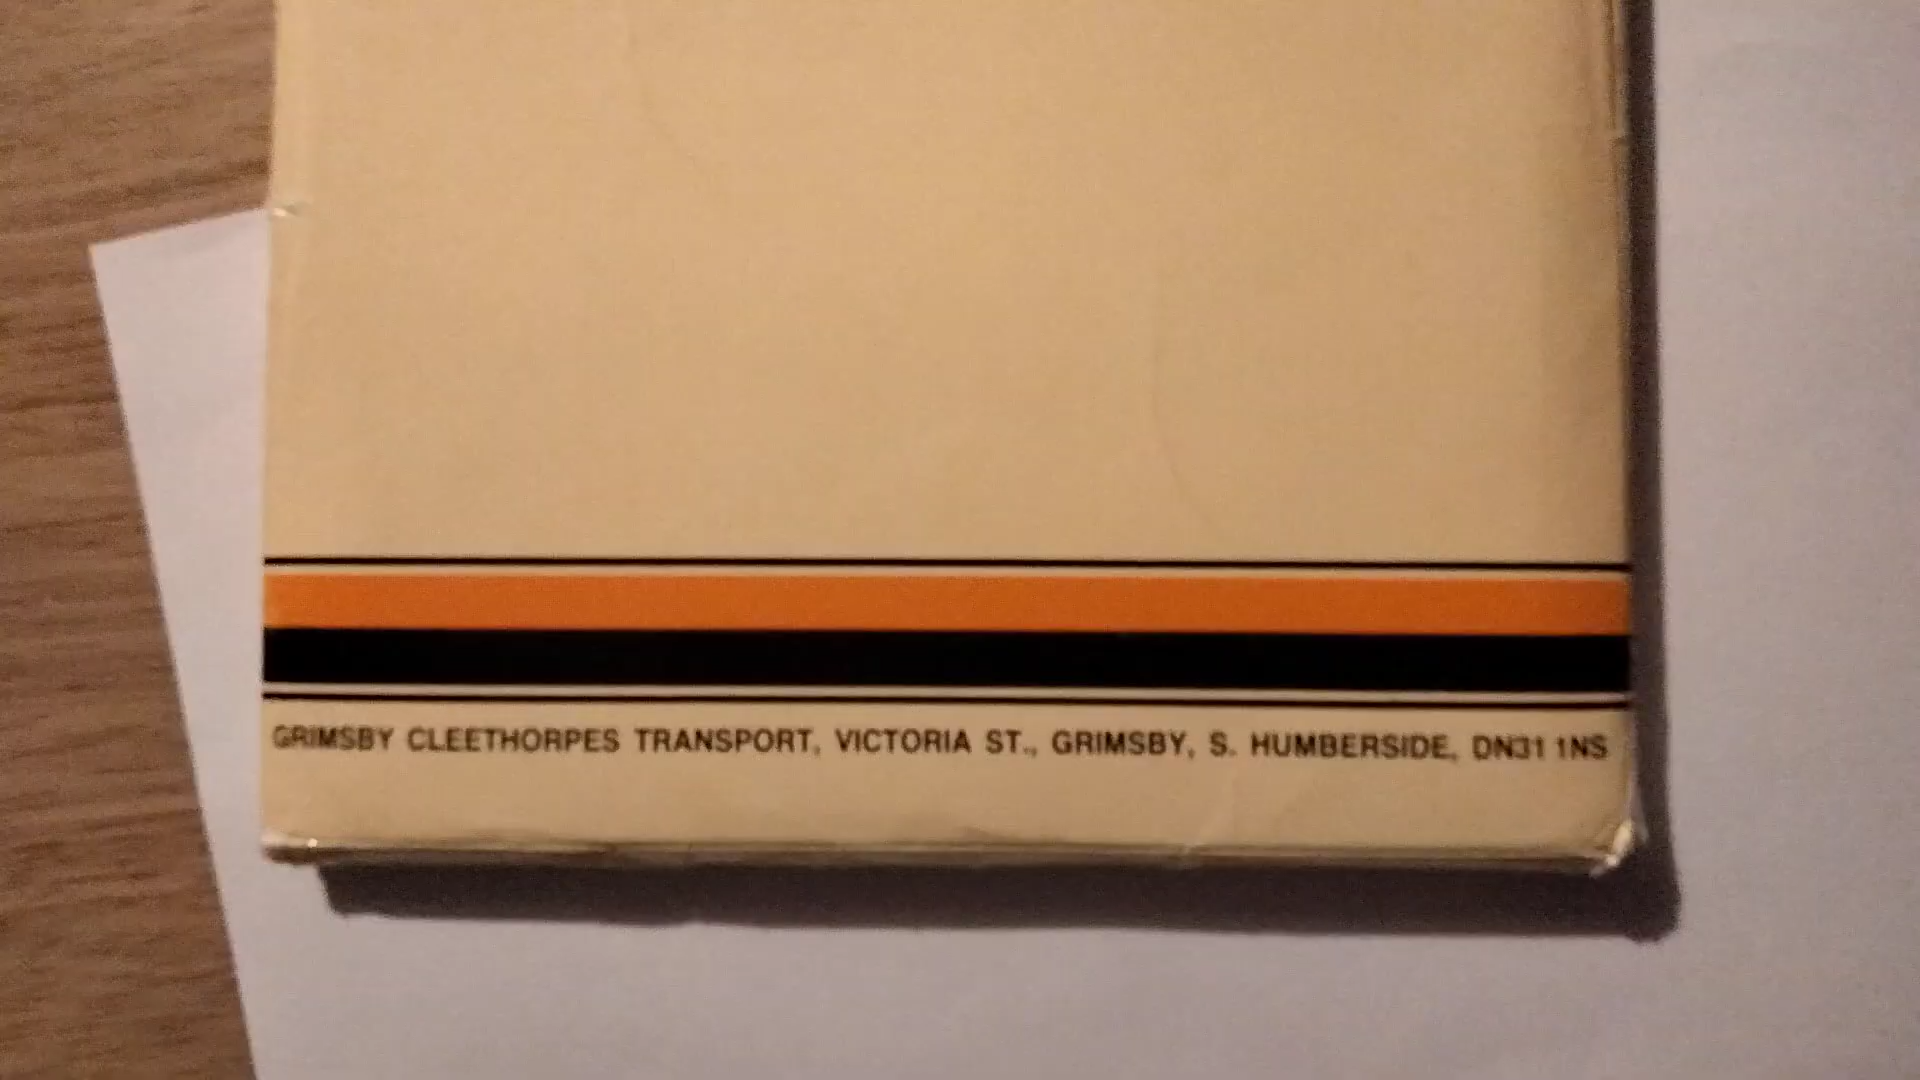 GRIMSBY CLEETHORPES TRANSPORT, VICTORIA ST., GRIMSBY, S. HUMBERSIDE, DN31 1NS